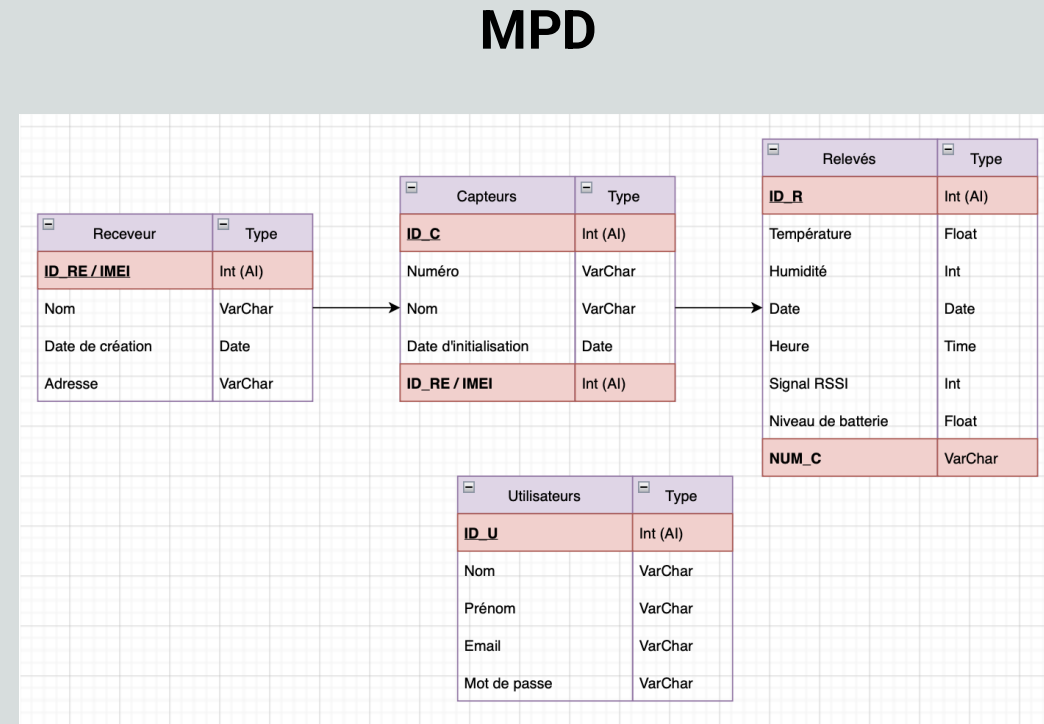 MPD
Receveur Type
ID_RE / IMEI Int (AI)
Nom VarChar
Date de création Date
Adresse VarChar
Capteurs Type
ID_C Int (AI)
Numéro VarChar
Nom VarChar
Date d'initialisation Date
ID_RE / IMEI Int (AI)
Relevés Type
ID_R Int (AI)
Température Float
Humidité Int
Date Date
Heure Time
Signal RSSI Int
Niveau de batterie Float
NUM_C VarChar
Utilisateurs Type
ID_U Int (AI)
Nom VarChar
Prénom VarChar
Email VarChar
Mot de passe VarChar